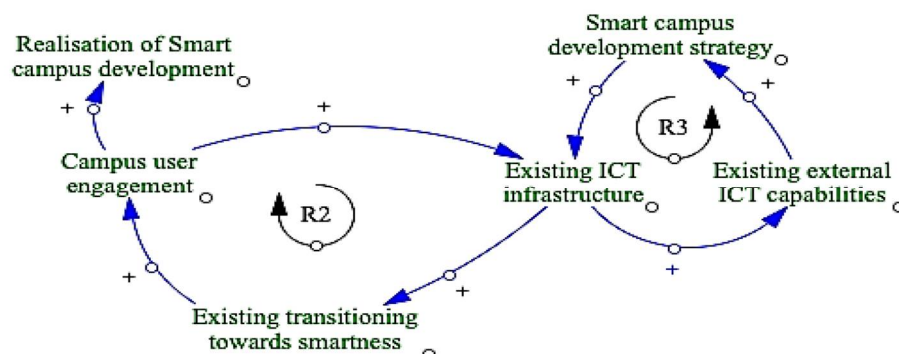 Realisation of Smart
campus development
Smart campus
development strategy
+
+
+
+
R3
Campus user
engagement
Existing ICT
infrastructure
Existing external
ICT capabilities
R2
+
+
+
Existing transitioning
towards smartness